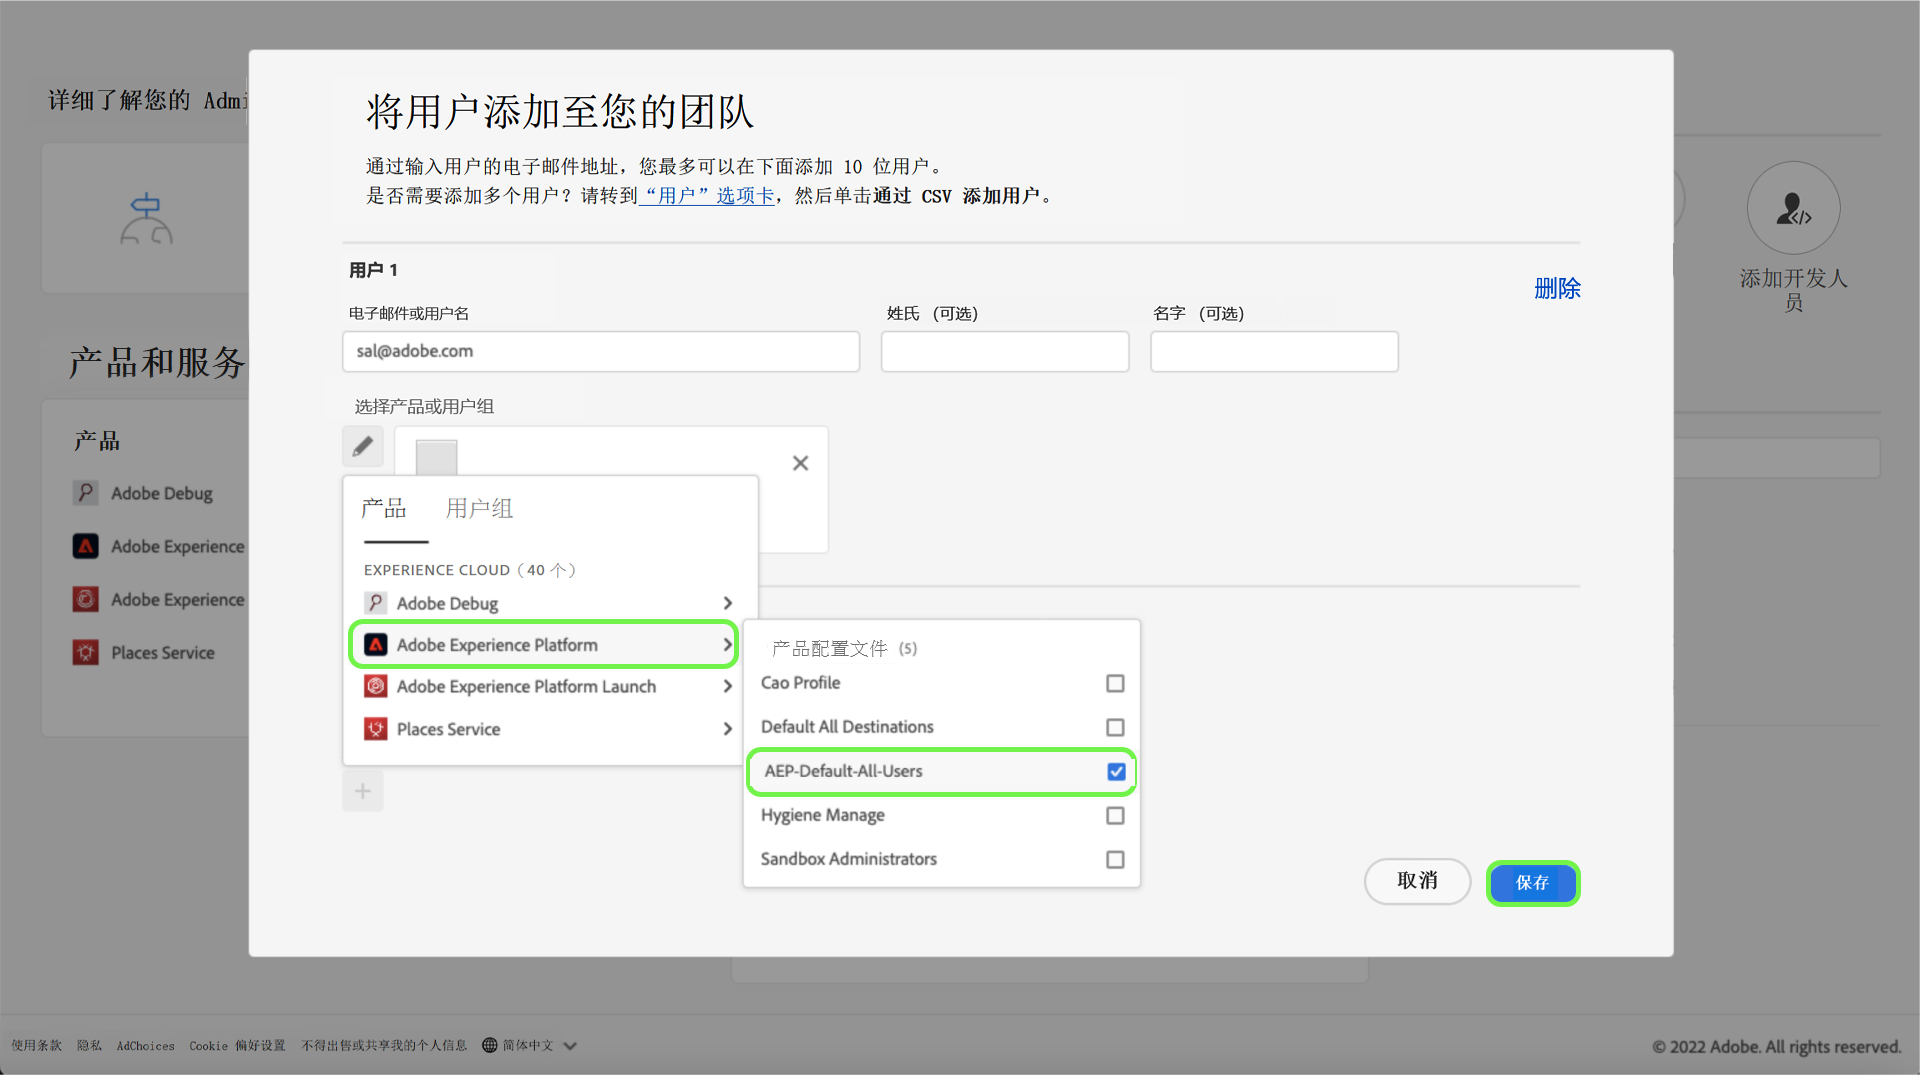 详细了解您的 Admi
将用户添加至您的团队
通过输入用户的电子邮件地址，您最多可以在下面添加 10 位用户。
是否需要添加多个用户？请转到“用户”选项卡，然后单击通过 CSV 添加用户。
用户 1
删除
电子邮件或用户名
姓氏 （可选）
名字 （可选）
sal@adobe.com
选择产品或用户组
产品 用户组
EXPERIENCE CLOUD（40 个）
Adobe Debug
Adobe Experience Platform
Adobe Experience Platform Launch
Places Service
产品配置文件 (5)
Cao Profile
Default All Destinations
AEP-Default-All-Users
Hygiene Manage
Sandbox Administrators
取消
保存
添加开发人
员
产品和服务
产品
Adobe Debug
Adobe Experience
Adobe Experience
Places Service
使用条款 隐私 AdChoices Cookie 偏好设置 不得出售或共享我的个人信息 简体中文
© 2022 Adobe. All rights reserved.